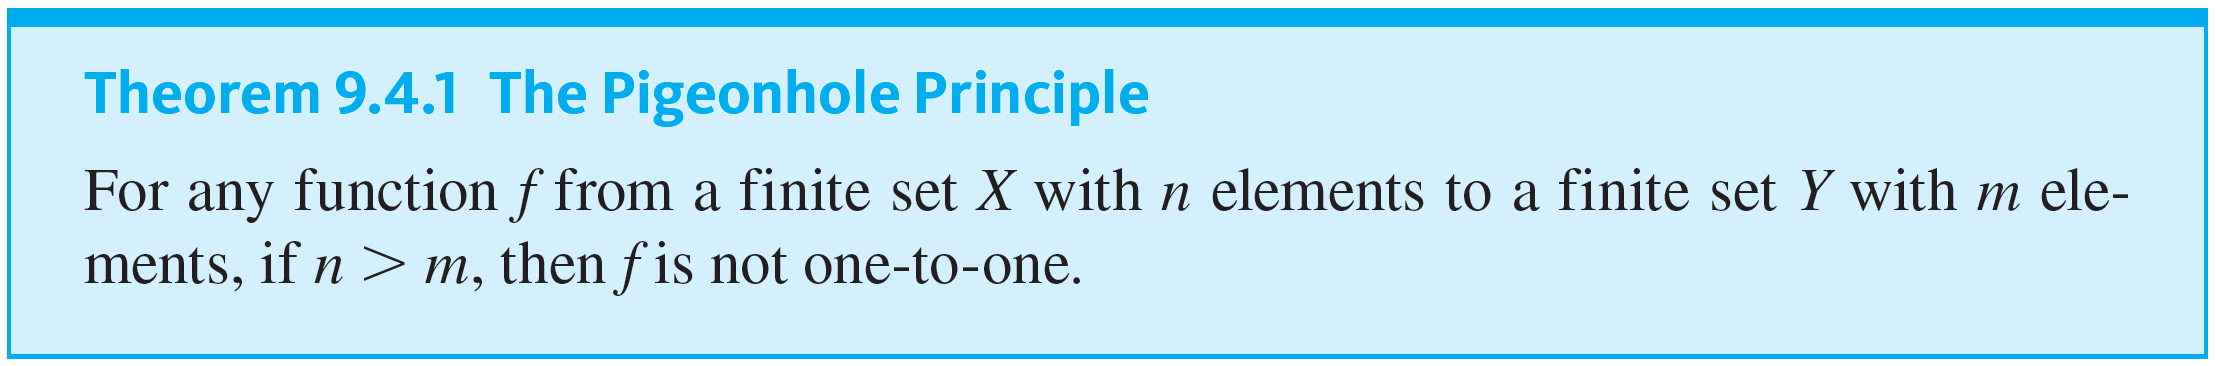 Theorem 9.4.1 The Pigeonhole Principle
For any function f from a finite set X with n elements to a finite set Y with m ele-
ments, if n > m, then f is not one-to-one.